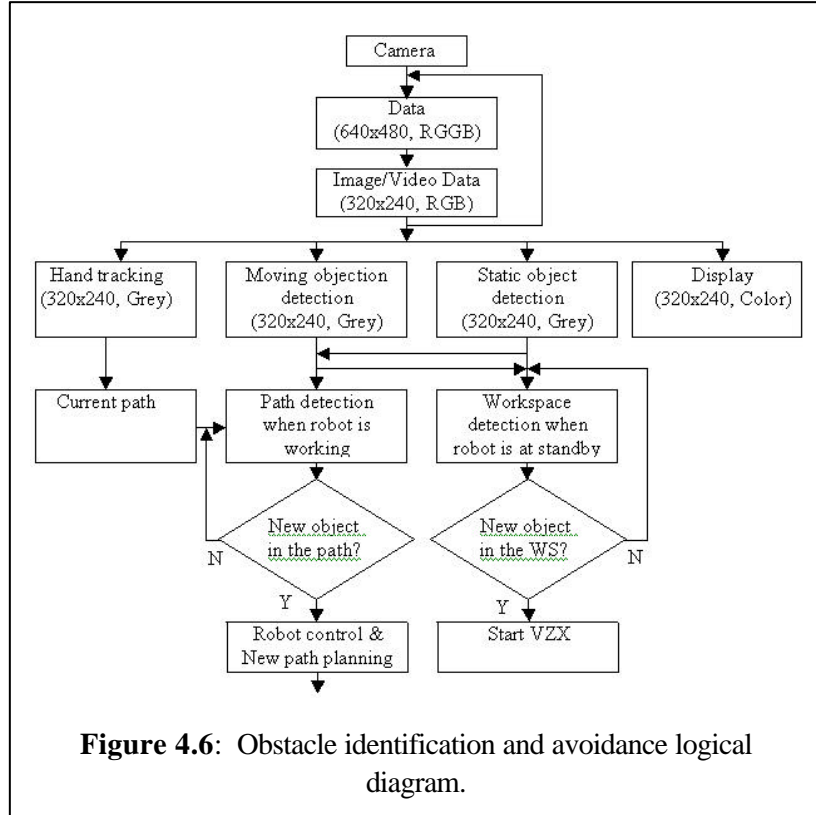 Camera
Data
(640x480, RGGB)
Image/Video Data
(320x240, RGB)
Hand tracking
(320x240, Grey)
Moving objection
detection
(320x240, Grey)
Static object
detection
(320x240, Grey)
Display
(320x240, Color)
Current path
Path detection
when robot is
working
Workspace
detection when
robot is at standby
New object
in the path?
N
Y
New object
in the WS?
N
Y
Robot control &
New path planning
Start VZX
Figure 4.6: Obstacle identification and avoidance logical
diagram.